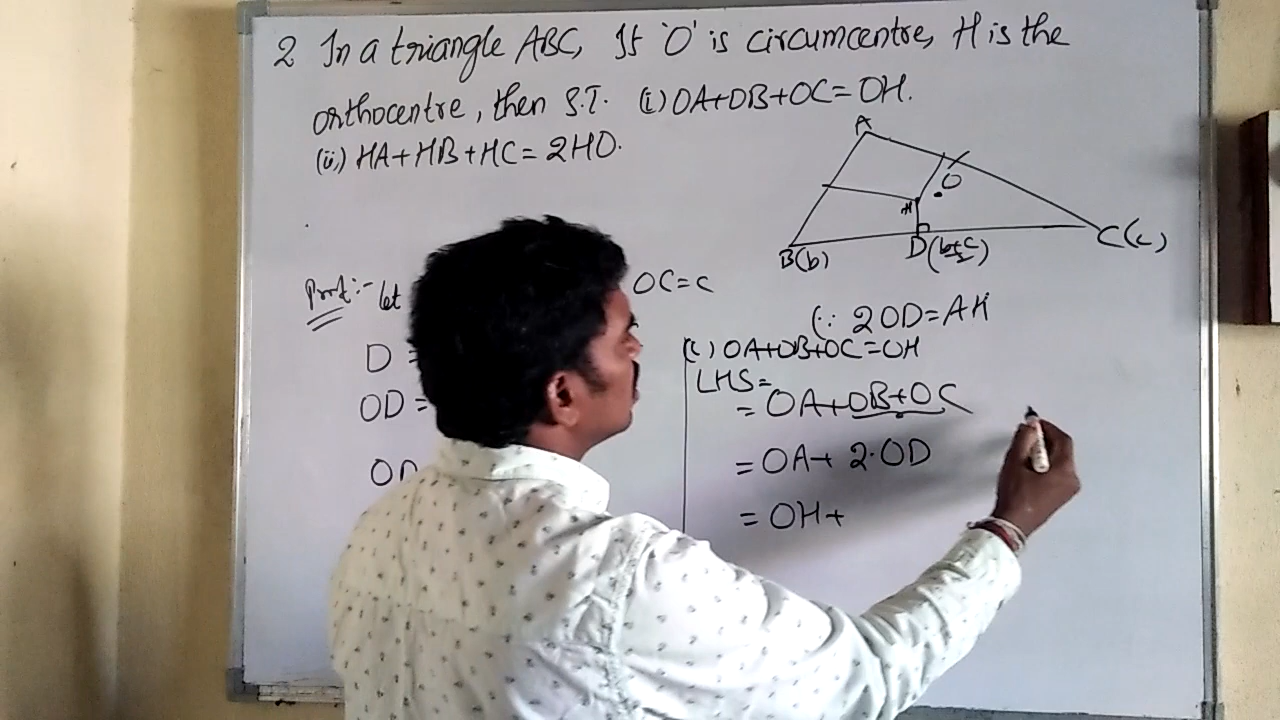 2 In a triangle ABC, If 'O' is circumcentre, H is the
orthocentre, then S.T. (i) OA+OB+OC=OH.
(ii) HA+HB+HC=2HO.
A
O
H
B(b)
D(b+c/2)
C(c)
Proof:- let
OC=c
D =
OD =
OD
(∵ 2OD=AH
(i) OA+OB+OC=OH
LHS=
= OA+OB+OC
= OA+ 2·OD
= OH+